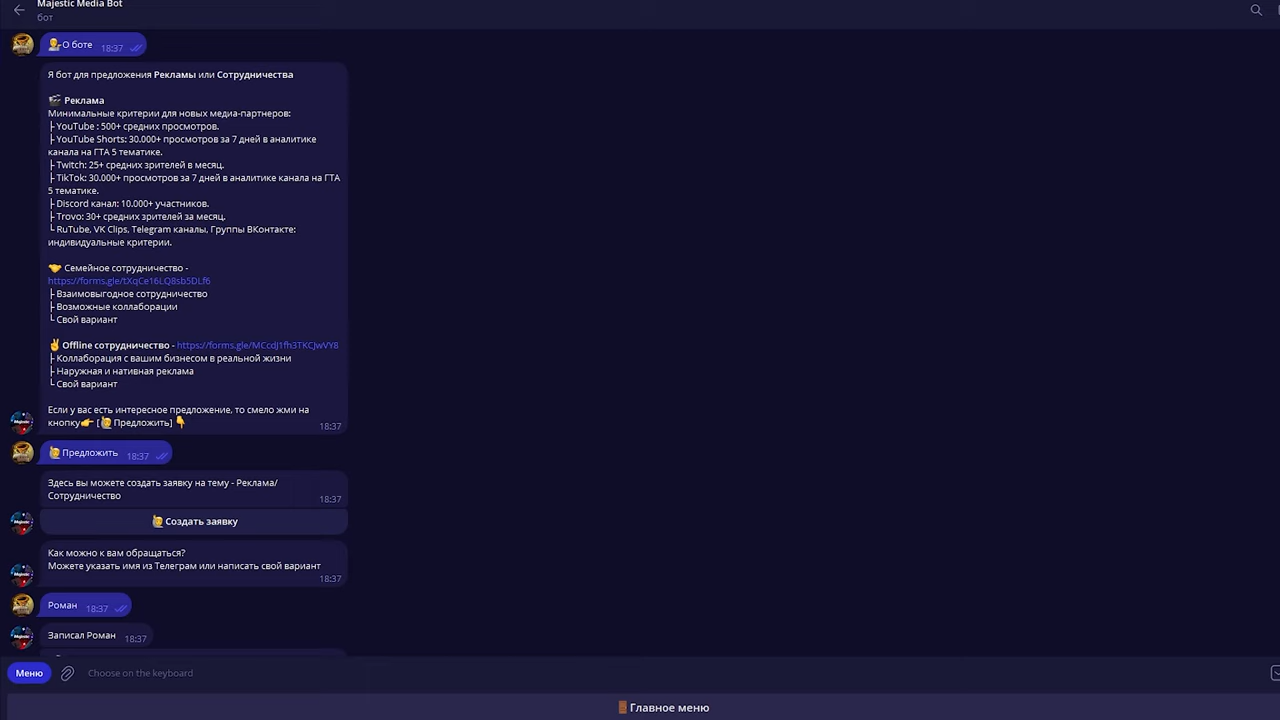 Majestic Media Bot
бот
О боте 18:37
Я бот для предложения Рекламы или Сотрудничества
Реклама
Минимальные критерии для новых медиа-партнеров:
├ YouTube : 500+ средних просмотров.
├ YouTube Shorts: 30.000+ просмотров за 7 дней в аналитике
канала на ГТА 5 тематике.
├ Twitch: 25+ средних зрителей в месяц.
├ TikTok: 30.000+ просмотров за 7 дней в аналитике канала на ГТА
5 тематике.
├ Discord канал: 10.000+ участников.
├ Trovo: 30+ средних зрителей за месяц.
└ RuTube, VK Clips, Telegram каналы, Группы ВКонтакте:
индивидуальные критерии.
🤝 Семейное сотрудничество -
https://forms.gle/tXqCe16LQ8sb5DLf6
├ Взаимовыгодное сотрудничество
├ Возможные коллаборации
└ Свой вариант
✌Offline сотрудничество - https://forms.gle/MCcdJ1fh3TKCJwVY8
├ Коллаборация с вашим бизнесом в реальной жизни
├ Наружная и нативная реклама
└ Свой вариант
Если у вас есть интересное предложение, то смело жми на
кнопку👉 [🙋Предложить] 👇 18:37
Предложить 18:37
Здесь вы можете создать заявку на тему - Реклама/
Сотрудничество 18:37
Создать заявку
Как можно к вам обращаться?
Можете указать имя из Телеграм или написать свой вариант
18:37
Роман 18:37
Записал Роман 18:37
Меню Choose on the keyboard
Главное меню